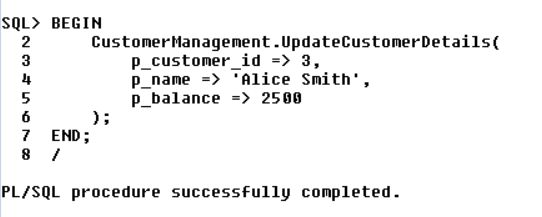 SQL> BEGIN
  2      CustomerManagement.UpdateCustomerDetails(
  3          p_customer_id => 3,
  4          p_name => 'Alice Smith',
  5          p_balance => 2500
  6      );
  7  END;
  8  /
PL/SQL procedure successfully completed.